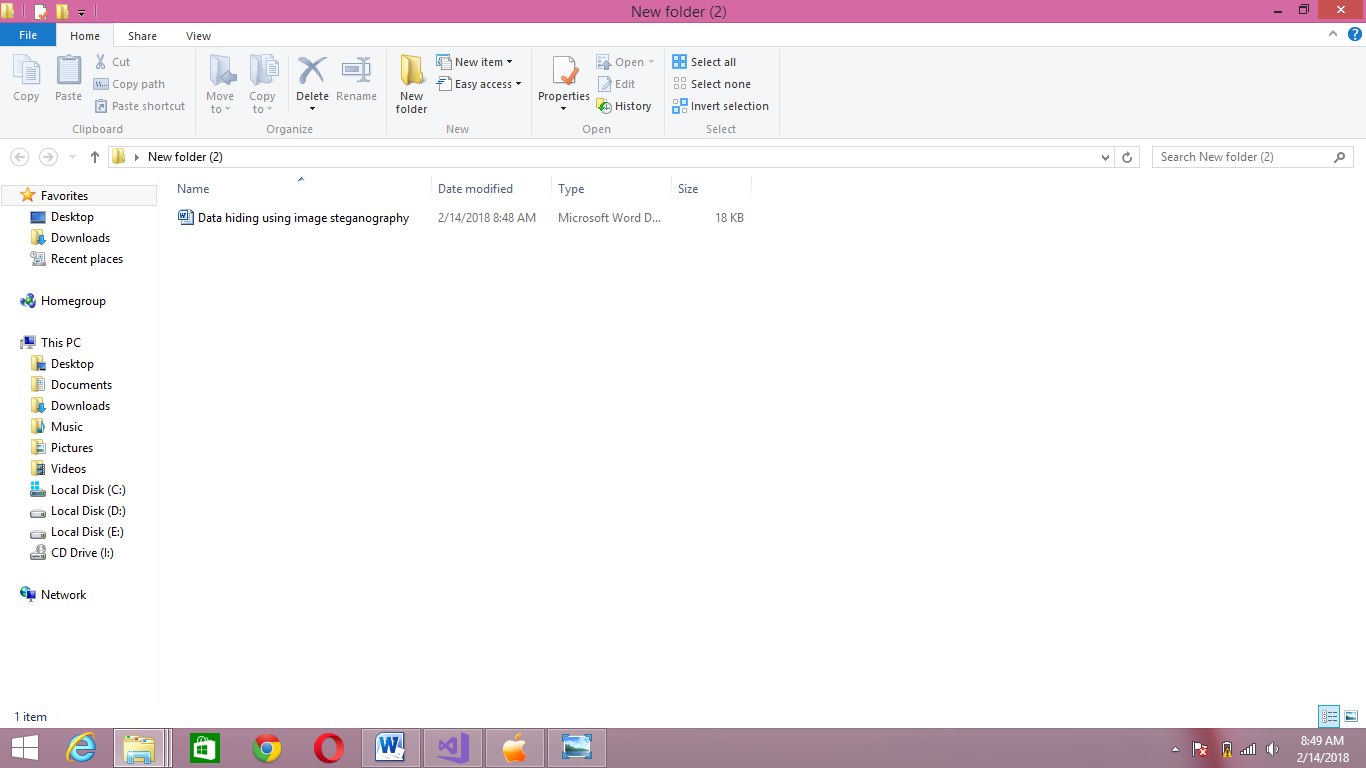 New folder (2)
File Home Share View
Copy
Paste
Cut
Copy path
Paste shortcut
Clipboard
Move to
Copy to
Delete
Rename
Organize
New folder
New item
Easy access
New
Properties
Open
Edit
History
Open
Select all
Select none
Invert selection
Select
New folder (2)
Search New folder (2)
Name Date modified Type Size
Data hiding using image steganography 2/14/2018 8:48 AM Microsoft Word D... 18 KB
Favorites
Desktop
Downloads
Recent places
Homegroup
This PC
Desktop
Documents
Downloads
Music
Pictures
Videos
Local Disk (C:)
Local Disk (D:)
Local Disk (E:)
CD Drive (I:)
Network
1 item
8:49 AM
2/14/2018